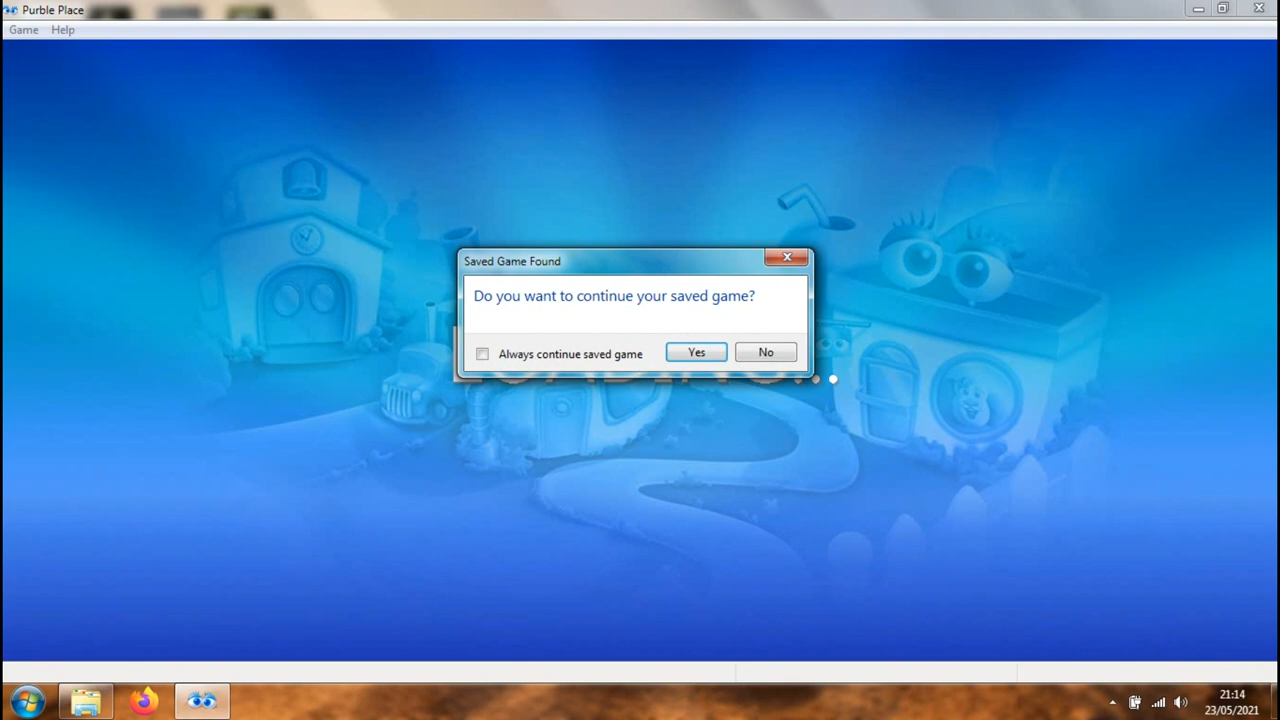 Purble Place
Game Help
Saved Game Found
Do you want to continue your saved game?
Always continue saved game
Yes
No
21:14
23/05/2021